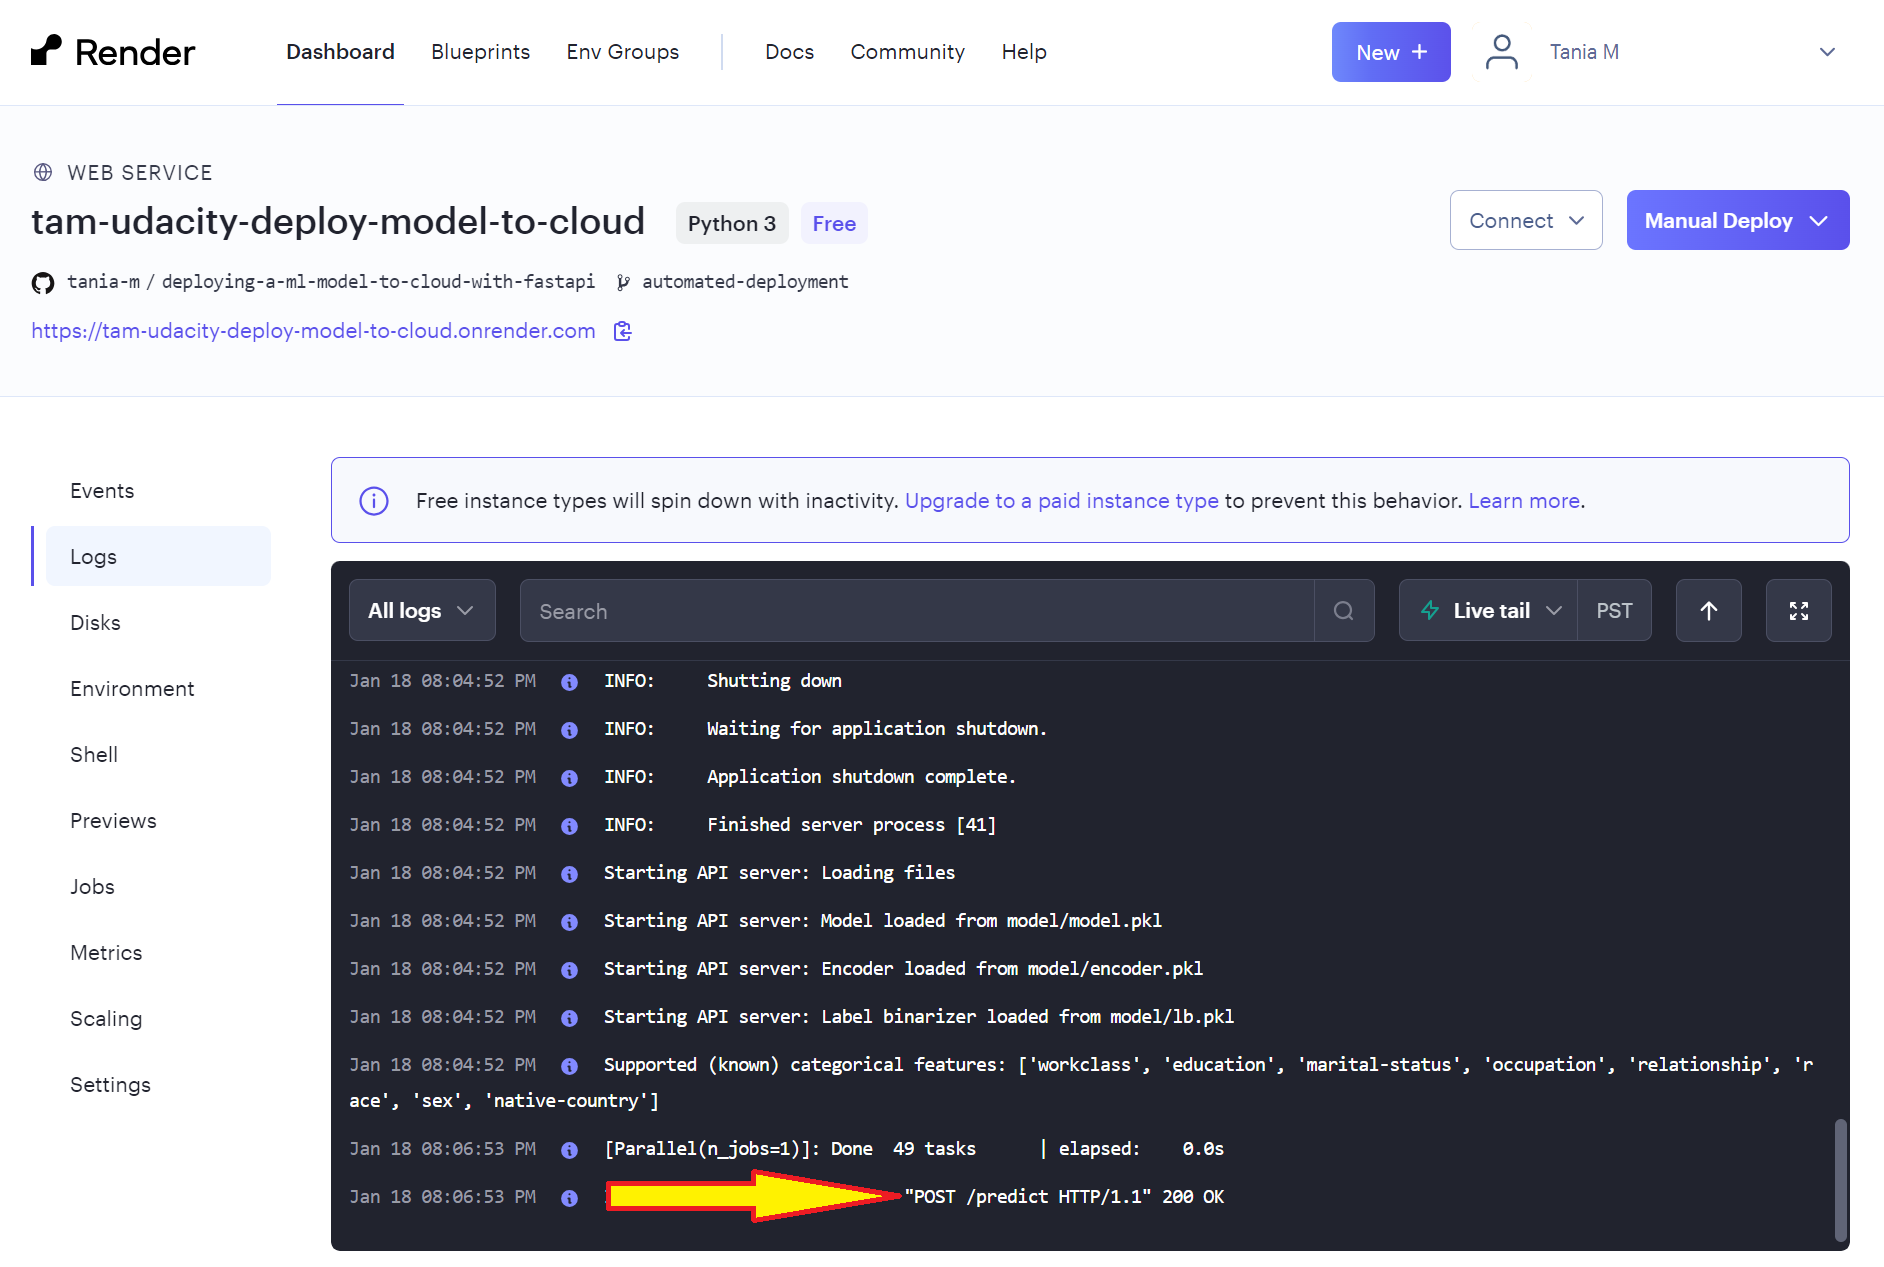 Render Dashboard Blueprints Env Groups Docs Community Help New + Tania M
WEB SERVICE
tam-udacity-deploy-model-to-cloud Python 3 Free Connect Manual Deploy
tania-m / deploying-a-ml-model-to-cloud-with-fastapi automated-deployment
https://tam-udacity-deploy-model-to-cloud.onrender.com
Events
Logs
Disks
Environment
Shell
Previews
Jobs
Metrics
Scaling
Settings
Free instance types will spin down with inactivity. Upgrade to a paid instance type to prevent this behavior. Learn more.
All logs Search Live tail PST
Jan 18 08:04:52 PM INFO: Shutting down
Jan 18 08:04:52 PM INFO: Waiting for application shutdown.
Jan 18 08:04:52 PM INFO: Application shutdown complete.
Jan 18 08:04:52 PM INFO: Finished server process [41]
Jan 18 08:04:52 PM Starting API server: Loading files
Jan 18 08:04:52 PM Starting API server: Model loaded from model/model.pkl
Jan 18 08:04:52 PM Starting API server: Encoder loaded from model/encoder.pkl
Jan 18 08:04:52 PM Starting API server: Label binarizer loaded from model/lb.pkl
Jan 18 08:04:52 PM Supported (known) categorical features: ['workclass', 'education', 'marital-status', 'occupation', 'relationship', 'r
ace', 'sex', 'native-country']
Jan 18 08:06:53 PM [Parallel(n_jobs=1)]: Done 49 tasks | elapsed: 0.0s
Jan 18 08:06:53 PM "POST /predict HTTP/1.1" 200 OK